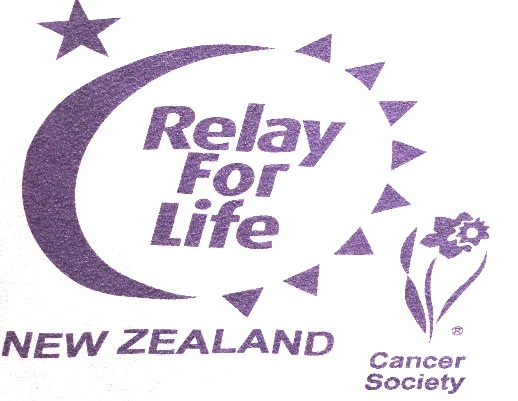 Relay
For
Life
NEW ZEALAND
®
Cancer
Society